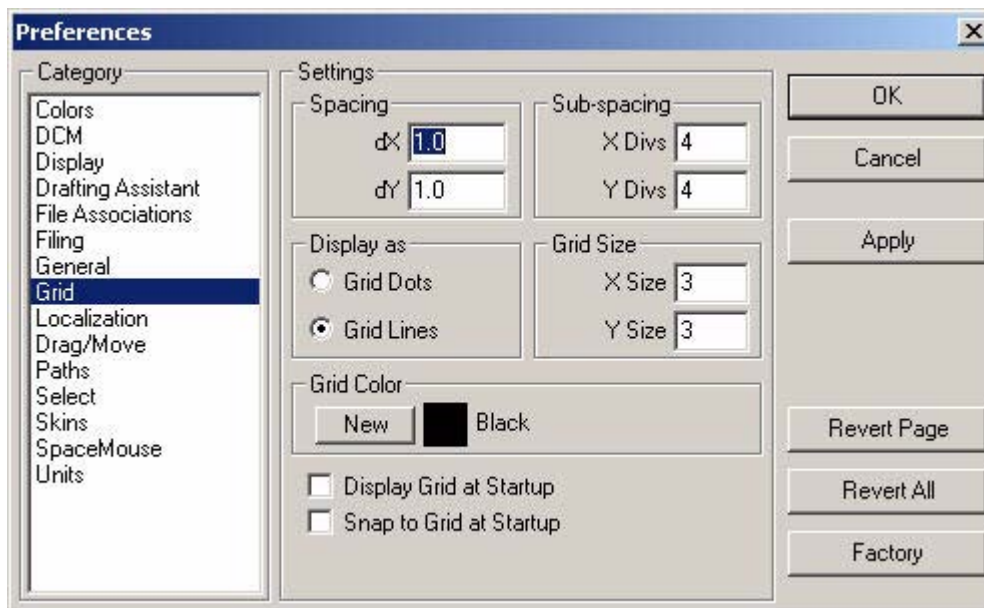 Preferences
Category
Colors
DCM
Display
Drafting Assistant
File Associations
Filing
General
Grid
Localization
Drag/Move
Paths
Select
Skins
SpaceMouse
Units
Settings
Spacing
dX 1.0
dY 1.0
Sub-spacing
X Divs 4
Y Divs 4
Display as
Grid Dots
Grid Lines
Grid Size
X Size 3
Y Size 3
Grid Color
New Black
Display Grid at Startup
Snap to Grid at Startup
OK
Cancel
Apply
Revert Page
Revert All
Factory